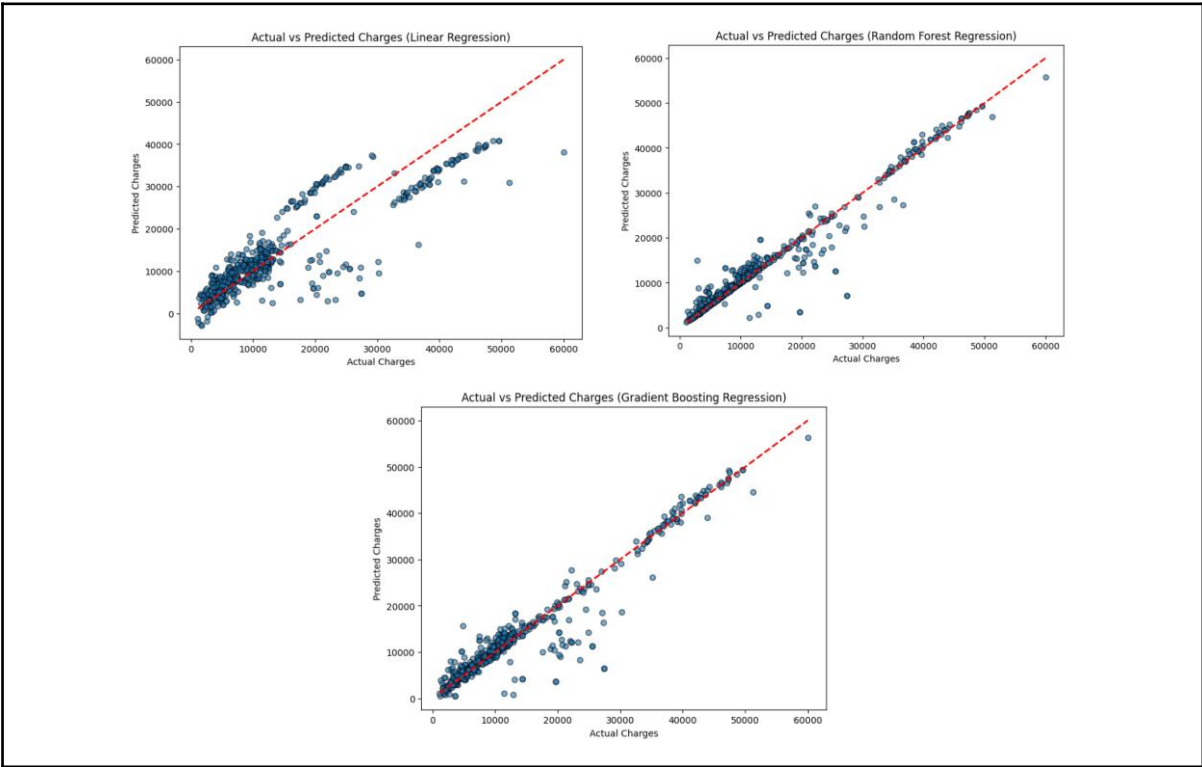 Actual vs Predicted Charges (Linear Regression)
60000
50000
40000
30000
20000
10000
0
Predicted Charges
0 10000 20000 30000 40000 50000 60000
Actual Charges
Actual vs Predicted Charges (Random Forest Regression)
60000
50000
40000
30000
20000
10000
0
Predicted Charges
0 10000 20000 30000 40000 50000 60000
Actual Charges
Actual vs Predicted Charges (Gradient Boosting Regression)
60000
50000
40000
30000
20000
10000
0
Predicted Charges
0 10000 20000 30000 40000 50000 60000
Actual Charges